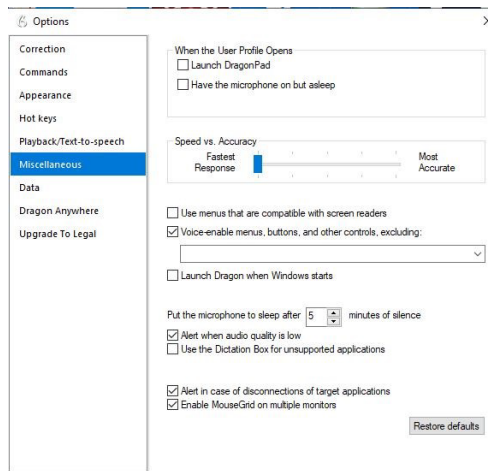 Options
Correction
Commands
Appearance
Hot keys
Playback/Text-to-speech
Miscellaneous
Data
Dragon Anywhere
Upgrade To Legal
When the User Profile Opens
Launch DragonPad
Have the microphone on but asleep
Speed vs. Accuracy
Fastest Response
Most Accurate
Use menus that are compatible with screen readers
Voice-enable menus, buttons, and other controls, excluding:
Launch Dragon when Windows starts
Put the microphone to sleep after 5 minutes of silence
Alert when audio quality is low
Use the Dictation Box for unsupported applications
Alert in case of disconnections of target applications
Enable MouseGrid on multiple monitors
Restore defaults